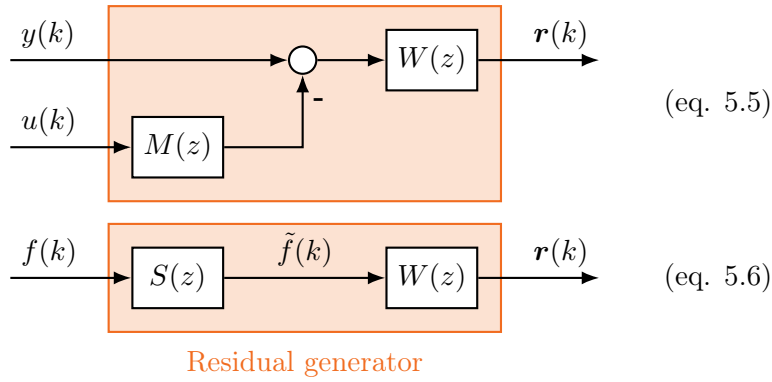 y(k)
W(z)
r(k)
(eq. 5.5)
-
u(k)
M(z)
f(k)
S(z)
f̃(k)
W(z)
r(k)
(eq. 5.6)
Residual generator